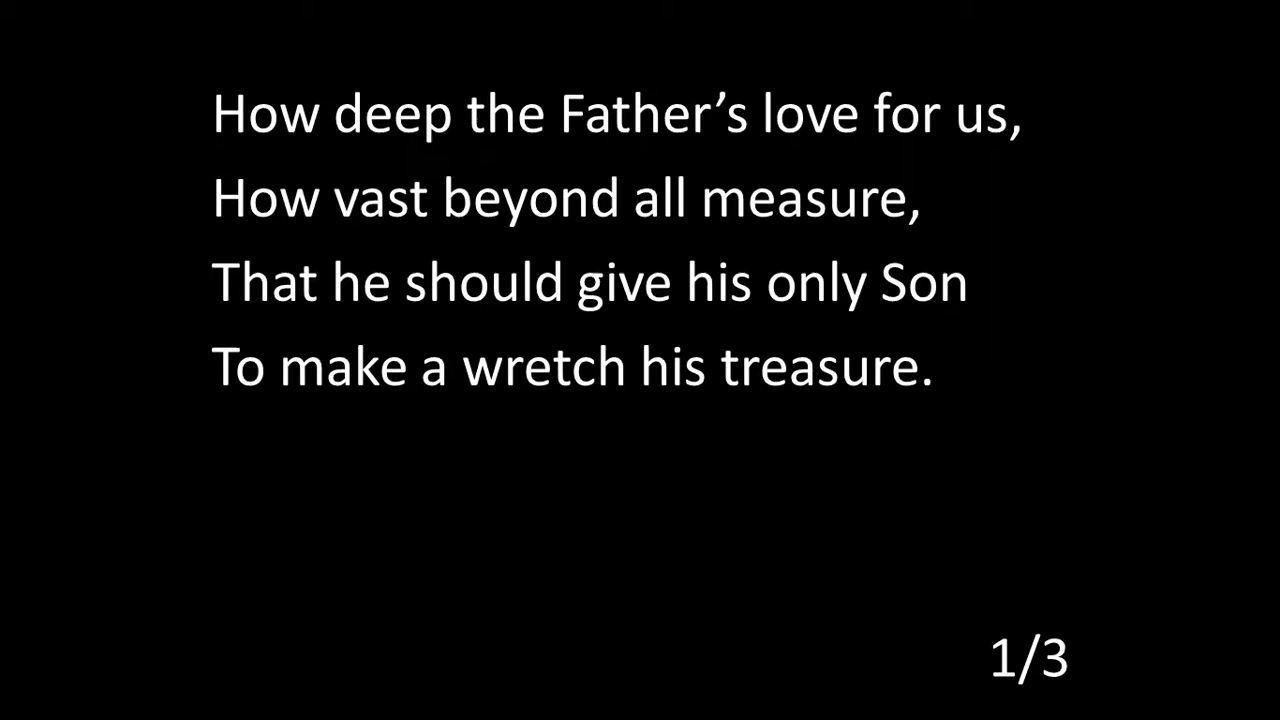 How deep the Father’s love for us,
How vast beyond all measure,
That he should give his only Son
To make a wretch his treasure.
1/3